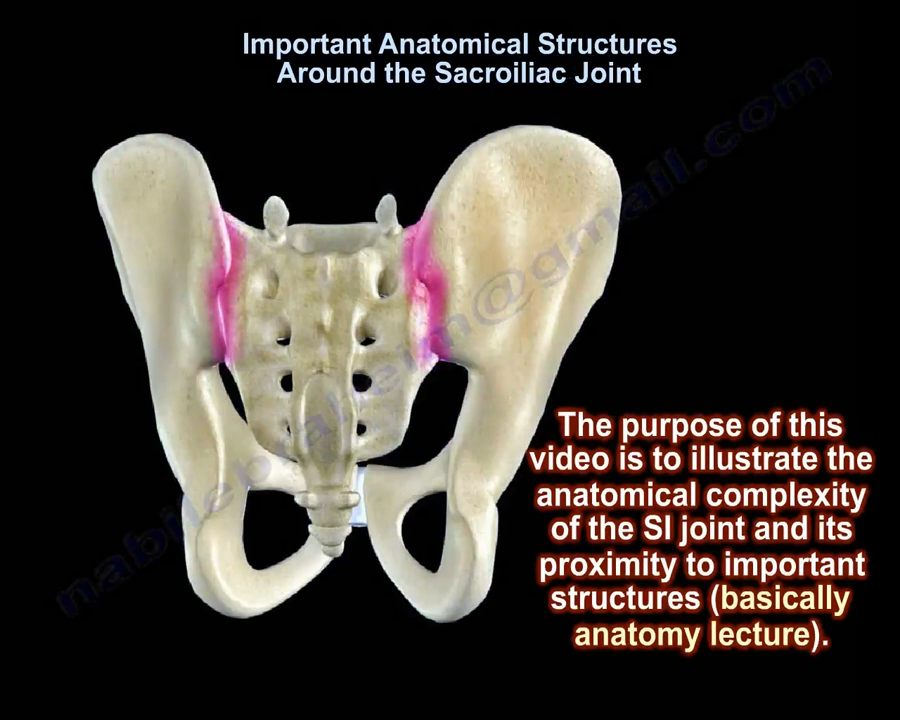 Important Anatomical Structures
Around the Sacroiliac Joint
The purpose of this
video is to illustrate the
anatomical complexity
of the SI joint and its
proximity to important
structures (basically
anatomy lecture).